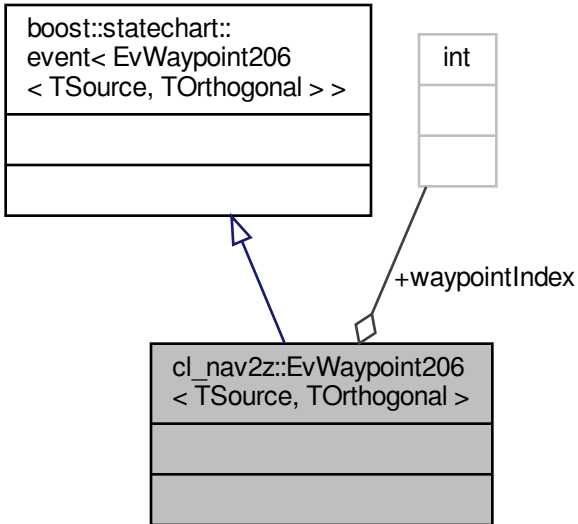 boost::statechart::
event< EvWaypoint206
< TSource, TOrthogonal > >
int
+waypointIndex
cl_nav2z::EvWaypoint206
< TSource, TOrthogonal >